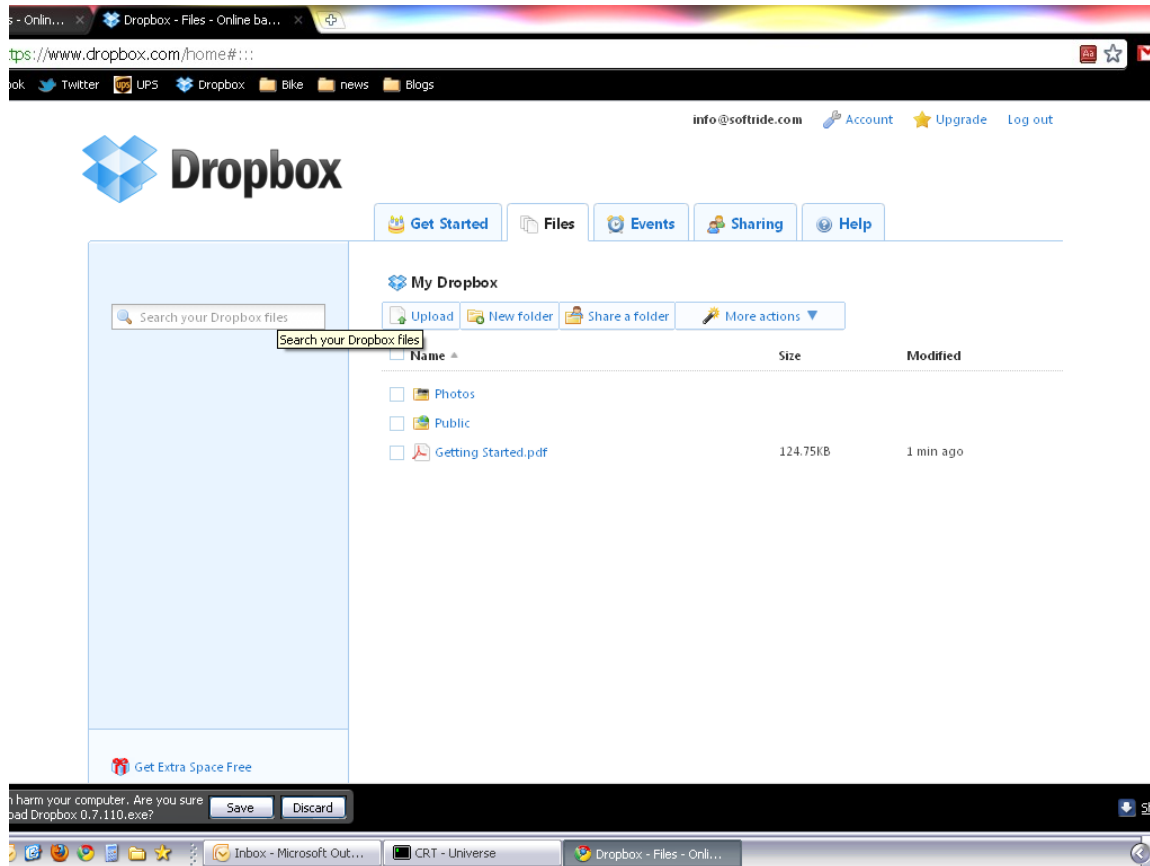 s - Onlin... Dropbox - Files - Online ba...
tps://www.dropbox.com/home#:::
ook Twitter UPS Dropbox Bike news Blogs
info@softride.com Account Upgrade Log out
Dropbox
Get Started Files Events Sharing Help
My Dropbox
Search your Dropbox files
Upload New folder Share a folder More actions
Search your Dropbox files
Name Size Modified
Photos
Public
Getting Started.pdf 124.75KB 1 min ago
Get Extra Space Free
n harm your computer. Are you sure
oad Dropbox 0.7.110.exe?
Save Discard
Inbox - Microsoft Out... CRT - Universe Dropbox - Files - Onli...